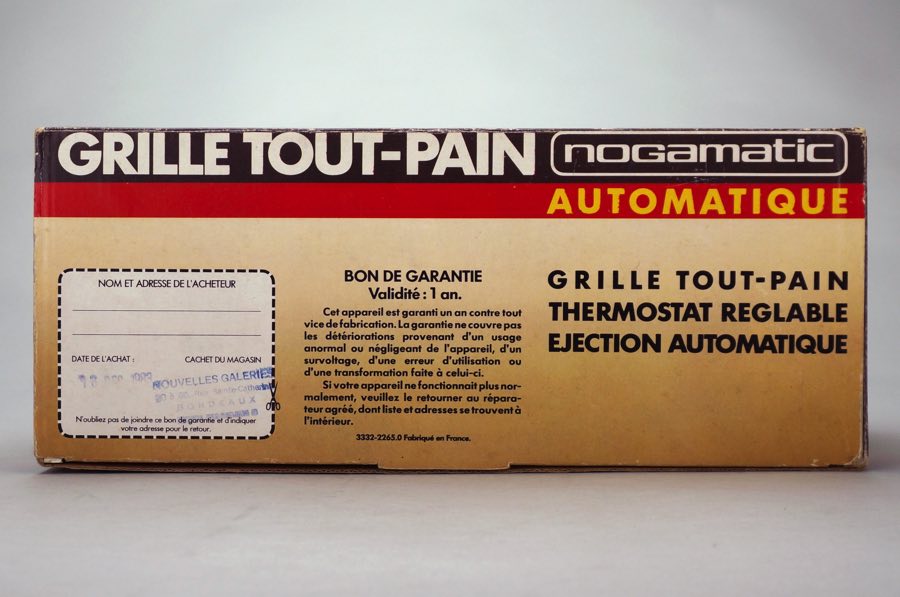 GRILLE TOUT-PAIN nogamatic
AUTOMATIQUE
NOM ET ADRESSE DE L'ACHETEUR
DATE DE L'ACHAT : CACHET DU MAGASIN
NOUVELLES GALERIES
Rue Sainte-Catherine
BORDEAUX
N'oubliez pas de joindre ce bon de garantie et d'indiquer
votre adresse pour le retour.
BON DE GARANTIE
Validité : 1 an.
Cet appareil est garanti un an contre tout
vice de fabrication. La garantie ne couvre pas
les détériorations provenant d'un usage
anormal ou négligeant de l'appareil, d'un
survoltage, d'une erreur d'utilisation ou
d'une transformation faite à celui-ci.
Si votre appareil ne fonctionnait plus nor-
malement, veuillez le retourner au répara-
teur agréé, dont liste et adresses se trouvent à
l'intérieur.
3332-2265.0 Fabriqué en France.
GRILLE TOUT-PAIN
THERMOSTAT REGLABLE
EJECTION AUTOMATIQUE